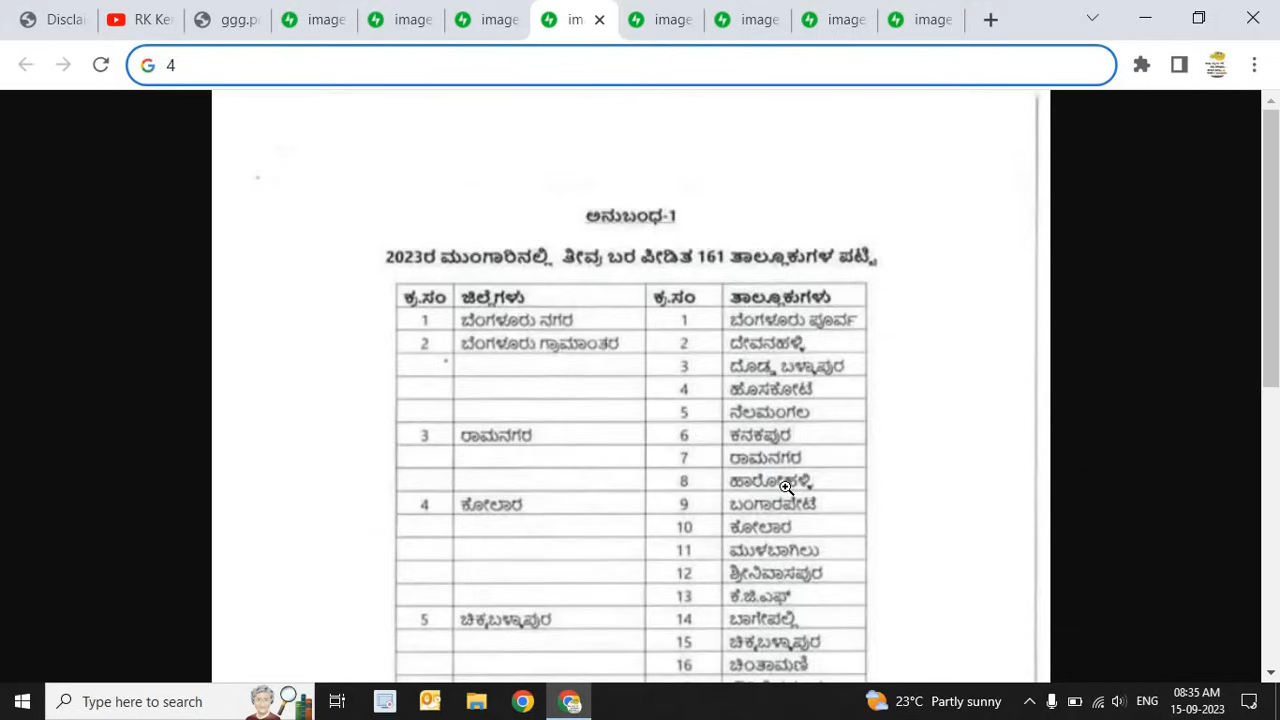 Disclai
RK Ker
ggg.p
image
image
image
im
image
image
image
image
4
ಅನುಬಂಧ-1
2023ರ ಮುಂಗಾರಿನಲ್ಲಿ ತೀವ್ರ ಬರ ಪೀಡಿತ 161 ತಾಲ್ಲೂಕುಗಳ ಪಟ್ಟಿ
ಕ್ರ.ಸಂ ಜಿಲ್ಲೆಗಳು ಕ್ರ.ಸಂ ತಾಲ್ಲೂಕುಗಳು
1 ಬೆಂಗಳೂರು ನಗರ 1 ಬೆಂಗಳೂರು ಪೂರ್ವ
2 ಬೆಂಗಳೂರು ಗ್ರಾಮಾಂತರ 2 ದೇವನಹಳ್ಳಿ
3 ದೊಡ್ಡ ಬಳ್ಳಾಪುರ
4 ಹೊಸಕೋಟೆ
5 ನೆಲಮಂಗಲ
3 ರಾಮನಗರ 6 ಕನಕಪುರ
7 ರಾಮನಗರ
8 ಹಾರೋಹಳ್ಳಿ
4 ಕೋಲಾರ 9 ಬಂಗಾರಪೇಟೆ
10 ಕೋಲಾರ
11 ಮುಳಬಾಗಿಲು
12 ಶ್ರೀನಿವಾಸಪುರ
13 ಕೆ.ಜಿ.ಎಫ್
5 ಚಿಕ್ಕಬಳ್ಳಾಪುರ 14 ಬಾಗೇಪಲ್ಲಿ
15 ಚಿಕ್ಕಬಳ್ಳಾಪುರ
16 ಚಿಂತಾಮಣಿ
Type here to search
23°C Partly sunny
ENG
08:35 AM
15-09-2023